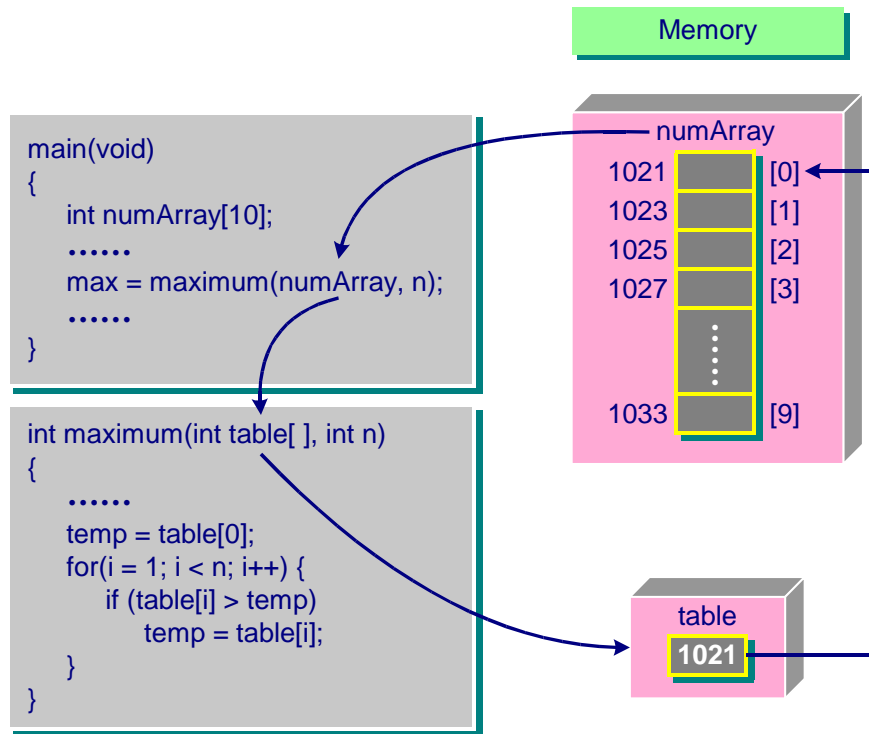 Memory
main(void)
{
int numArray[10];
……
max = maximum(numArray, n);
……
}
numArray
1021 [0]
1023 [1]
1025 [2]
1027 [3]
……
1033 [9]
int maximum(int table[ ], int n)
{
……
temp = table[0];
for(i = 1; i < n; i++) {
if (table[i] > temp)
temp = table[i];
}
}
table
1021